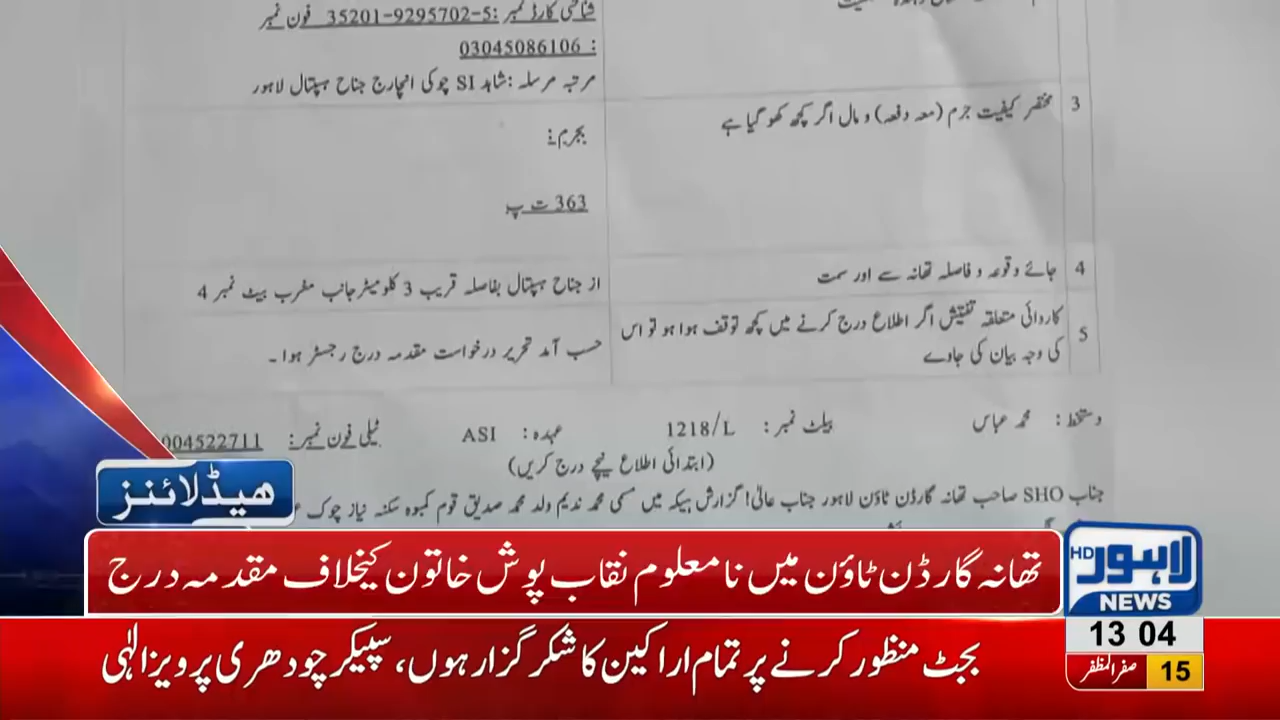 شناختی کارڈ نمبر :5-9295702-35201 فون نمبر
: 03045086106
مرتبہ مرسلہ :شاہد SI چوکی انچارج جناح ہسپتال لاہور
3 مختصر کیفیت جرم (معہ دفعہ) و مال اگر کچھ کھو گیا ہے
بجرم:
363 ت پ
4 جائے وقوعہ و فاصلہ تھانہ سے اور سمت
از جناح ہسپتال بفاصلہ قریب 3 کلومیٹر جانب مغرب بیٹ نمبر 4
5 کاروائی متعلقہ تفتیش اگر اطلاع درج کرنے میں کچھ توقف ہوا ہو تو اس
کی وجہ بیان کی جاوے
حسب آمد تحریر درخواست مقدمہ درج رجسٹر ہوا۔
دستخط: محمد عباس بیلٹ نمبر: 1218/L عہدہ: ASI ٹیلی فون نمبر: 004522711
(ابتدائی اطلاع نیچے درج کریں)
جناب SHO صاحب تھانہ گارڈن ٹاؤن لاہور جناب عالی! گزارش ہیکہ میں مسمی محمد ندیم ولد محمد صدیق قوم کمبوہ سکنہ نیاز چوک
ہیڈلائنز
تھانہ گارڈن ٹاؤن میں نامعلوم نقاب پوش خاتون کیخلاف مقدمہ درج
لاہور HD
NEWS
بجٹ منظور کرنے پر تمام اراکین کا شکر گزار ہوں، سپیکر چودھری پرویز الٰہی
13 04
15 صفر المظفر